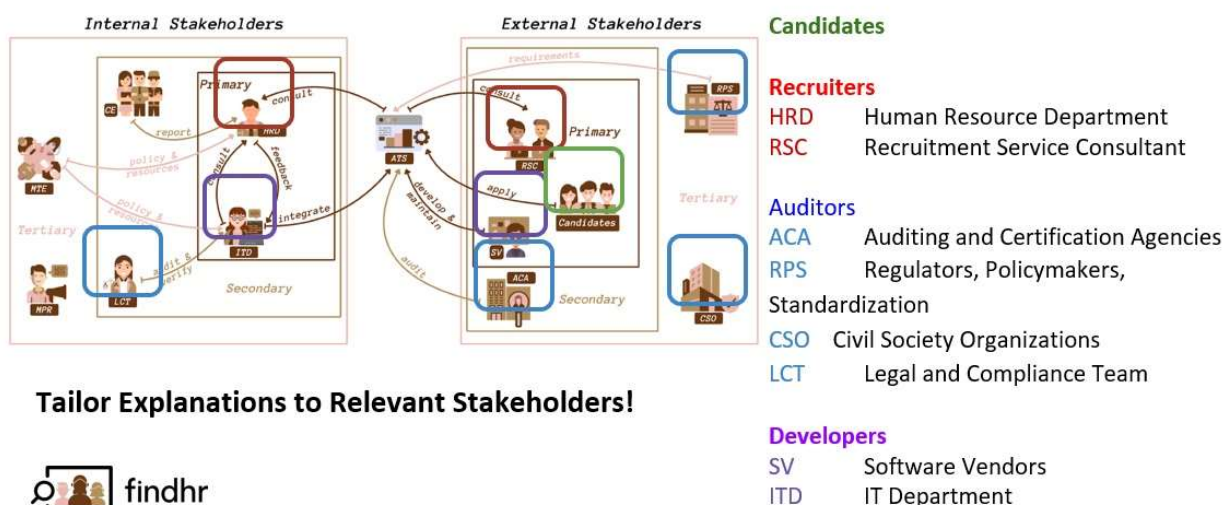 Internal Stakeholders
External Stakeholders
Primary
HRD
consult
CE
report
MTE
policy &
resources
consult
feedback
policy &
resources
ITD
integrate
Tertiary
LCT
audit &
verify
Secondary
MPR
ATS
requirements
consult
RPS
Primary
RSC
apply
Candidates
develop &
maintain
SV
Tertiary
audit
ACA
Secondary
CSO
Tailor Explanations to Relevant Stakeholders!
findhr
Candidates
Recruiters
HRD Human Resource Department
RSC Recruitment Service Consultant
Auditors
ACA Auditing and Certification Agencies
RPS Regulators, Policymakers,
Standardization
CSO Civil Society Organizations
LCT Legal and Compliance Team
Developers
SV Software Vendors
ITD IT Department